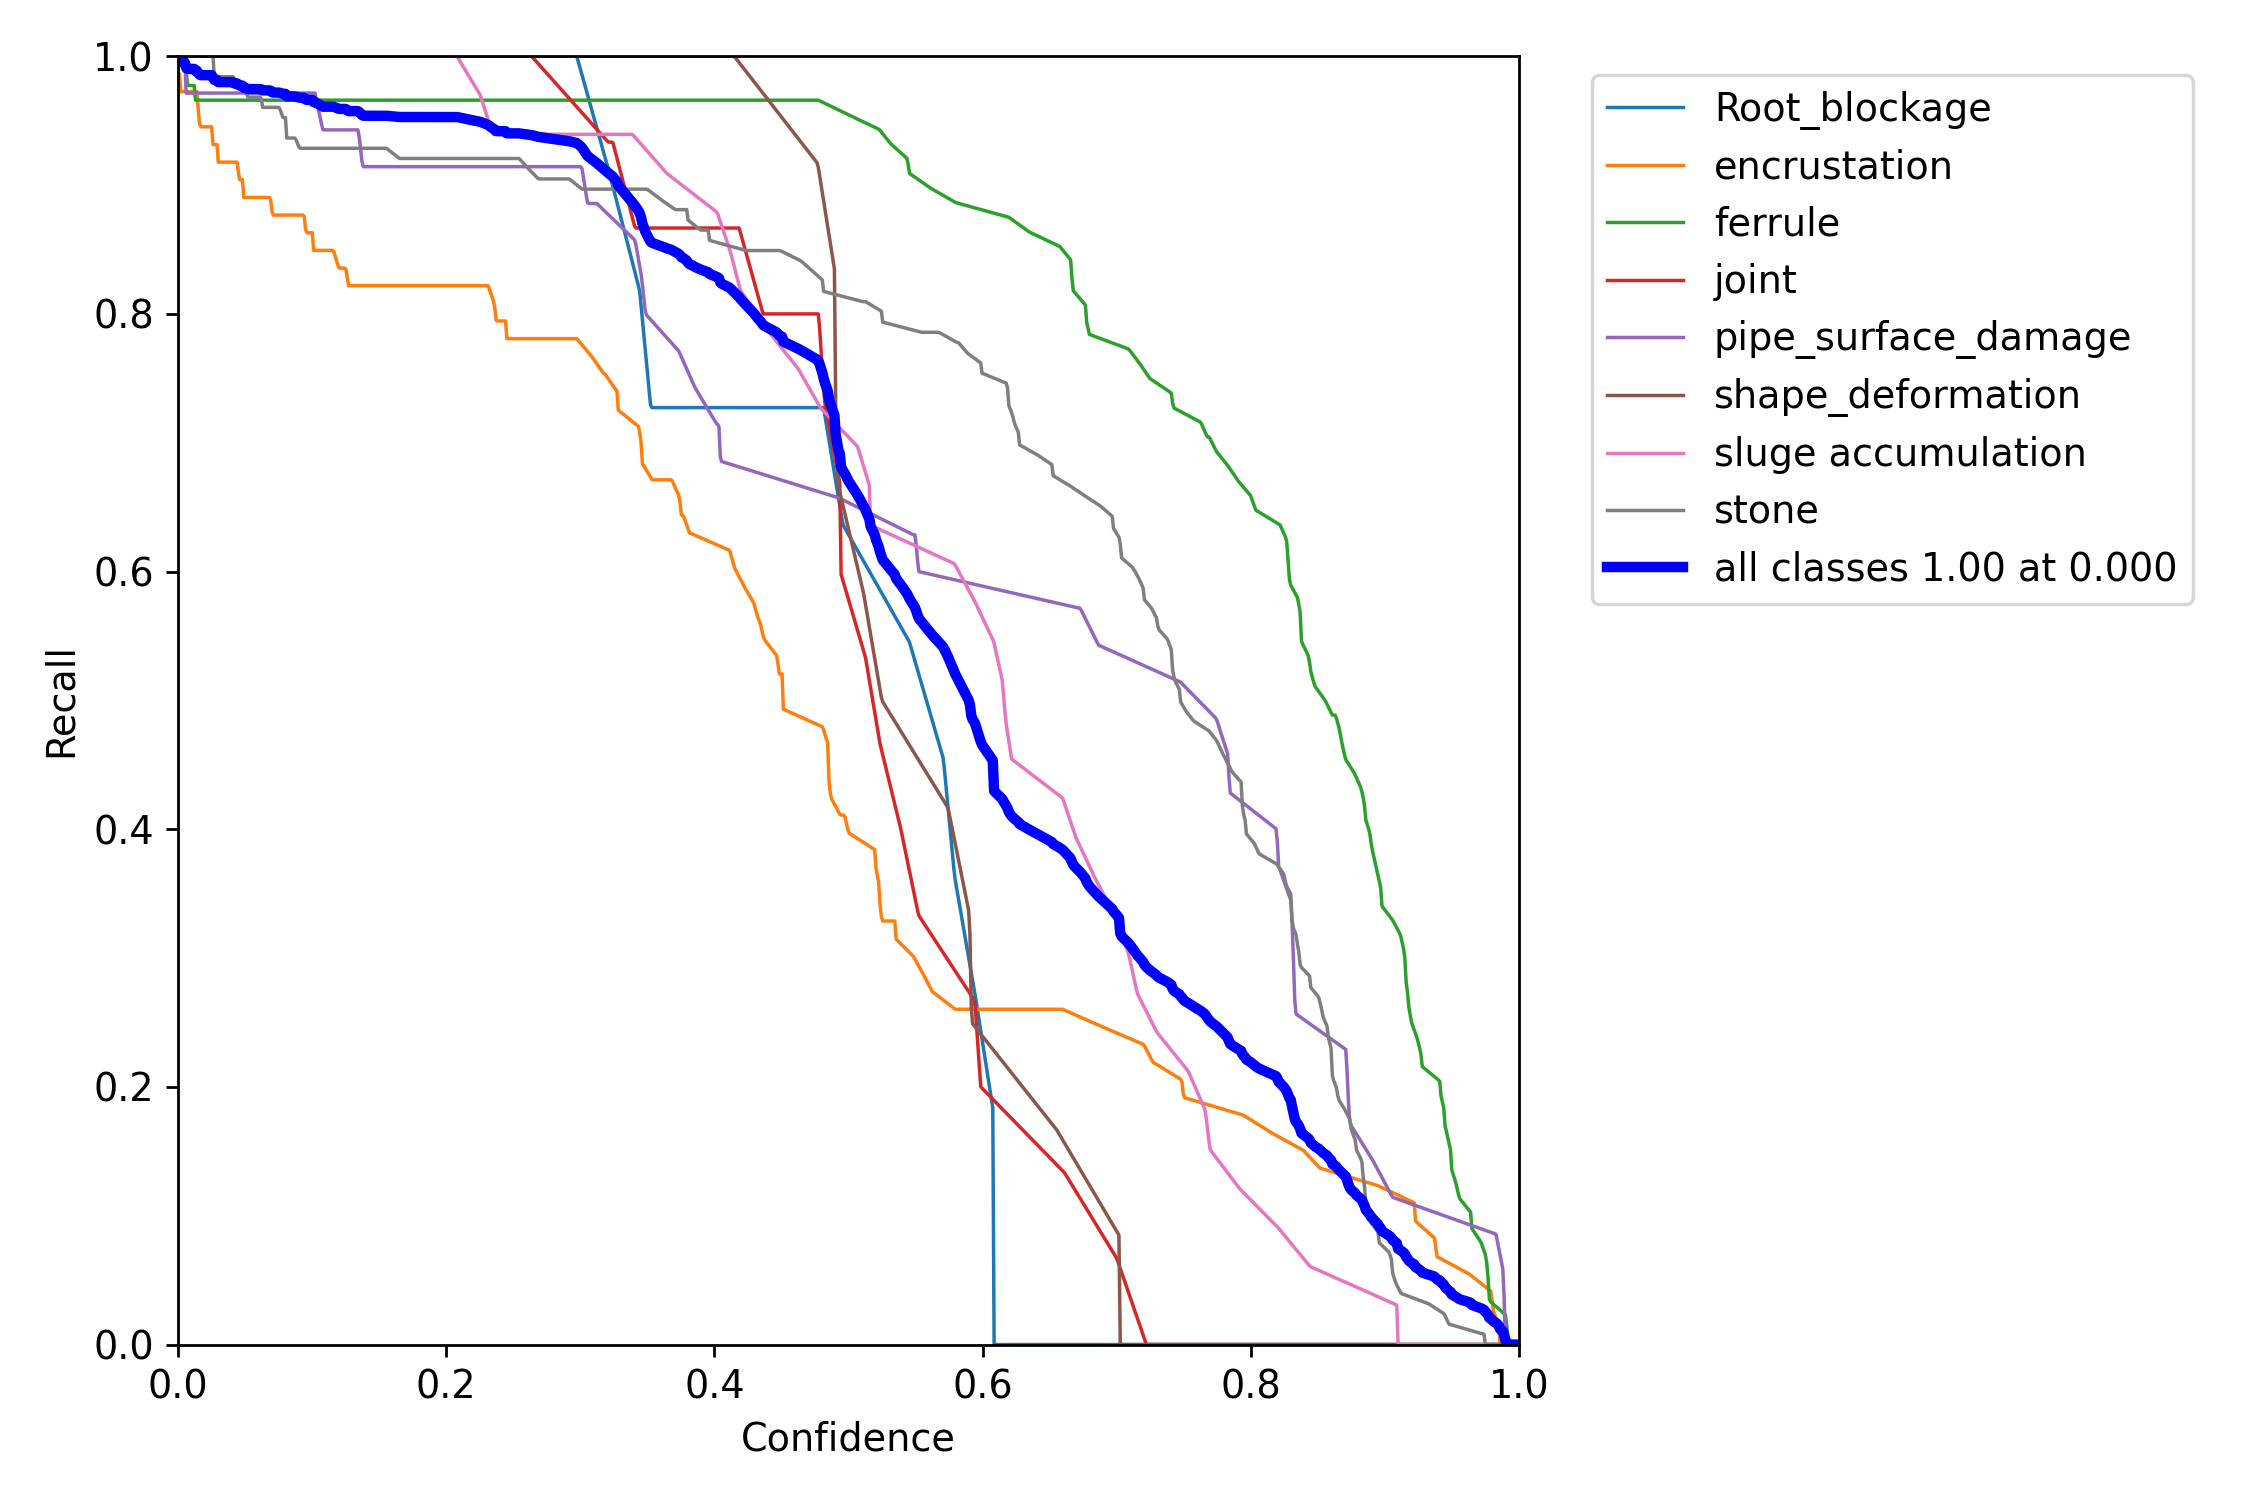 1.0
0.8
0.6
0.4
0.2
0.0
Recall
0.0 0.2 0.4 0.6 0.8 1.0
Confidence
Root_blockage
encrustation
ferrule
joint
pipe_surface_damage
shape_deformation
sluge accumulation
stone
all classes 1.00 at 0.000